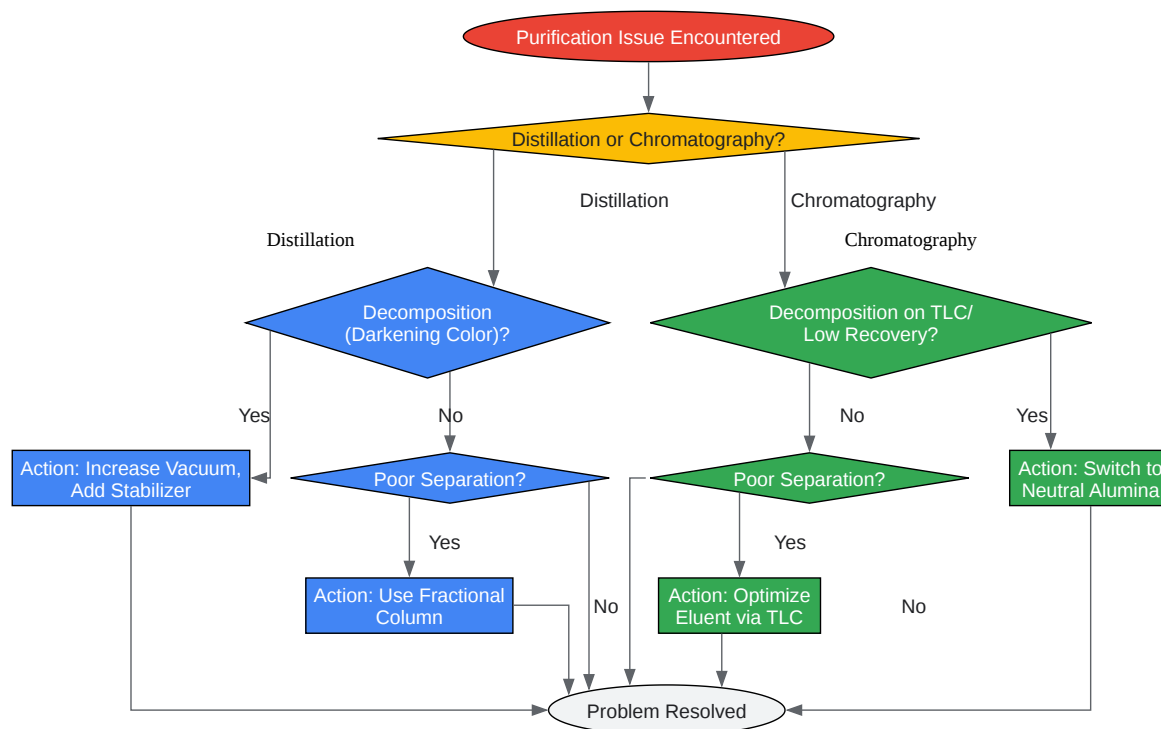 Purification Issue Encountered
Distillation or Chromatography?
Distillation
Chromatography
Distillation
Chromatography
Decomposition
(Darkening Color)?
Decomposition on TLC/
Low Recovery?
Yes
No
No
Yes
Action: Increase Vacuum,
Add Stabilizer
Poor Separation?
Poor Separation?
Action: Switch to
Neutral Alumina
Yes
Yes
Action: Use Fractional
Column
No
Action: Optimize
Eluent via TLC
No
Problem Resolved